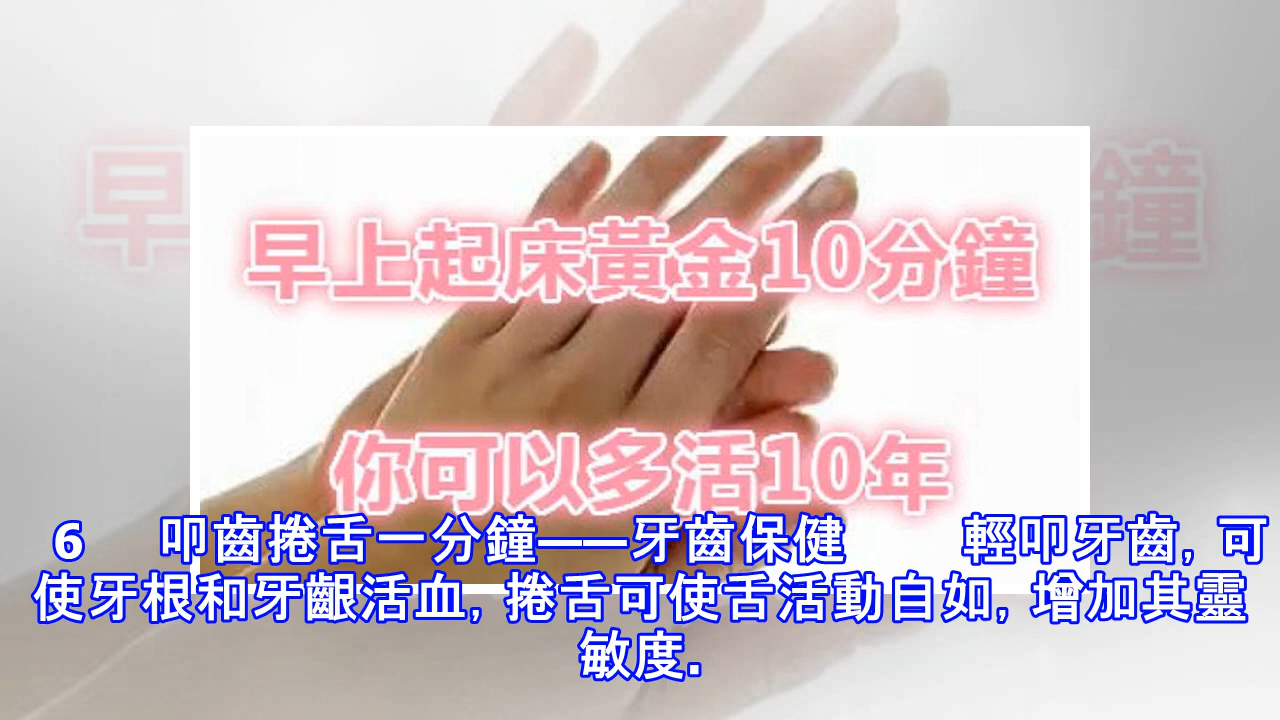 早上起床黃金10分鐘
你可以多活10年
6 叩齒捲舌一分鐘——牙齒保健 輕叩牙齒, 可
使牙根和牙齦活血, 捲舌可使舌活動自如, 增加其靈
敏度.
早
鐘